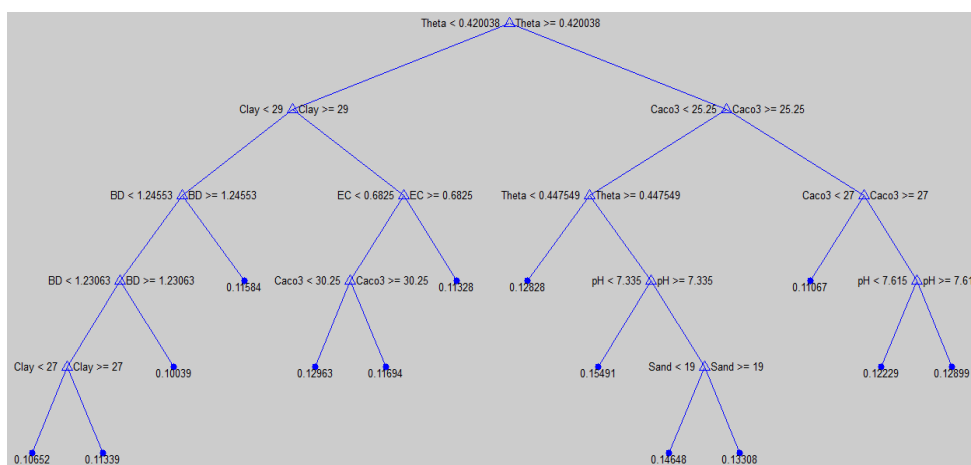 Theta < 0.420038 Theta >= 0.420038
Clay < 29 Clay >= 29 Caco3 < 25.25 Caco3 >= 25.25
BD < 1.24553 BD >= 1.24553 EC < 0.6825 EC >= 0.6825 Theta < 0.447549 Theta >= 0.447549 Caco3 < 27 Caco3 >= 27
BD < 1.23063 BD >= 1.23063 0.11584 Caco3 < 30.25 Caco3 >= 30.25 0.11328 0.12828 pH < 7.335 pH >= 7.335 0.11067 pH < 7.615 pH >= 7.61
Clay < 27 Clay >= 27 0.10039 0.12963 0.11694 0.15491 Sand < 19 Sand >= 19 0.12229 0.12899
0.10652 0.11339 0.14648 0.13308